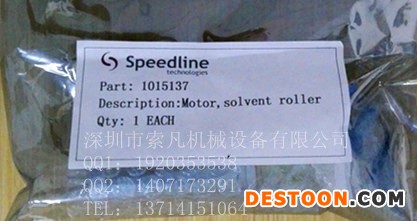 Speedline
technologies
Part: 1015137
Description:Motor,solvent roller
Qty: 1 EACH
深圳市索凡机械设备有限公司
QQ1: 1920353538
QQ2: 1407173291
TEL: 13714151064
DESTOON.COM